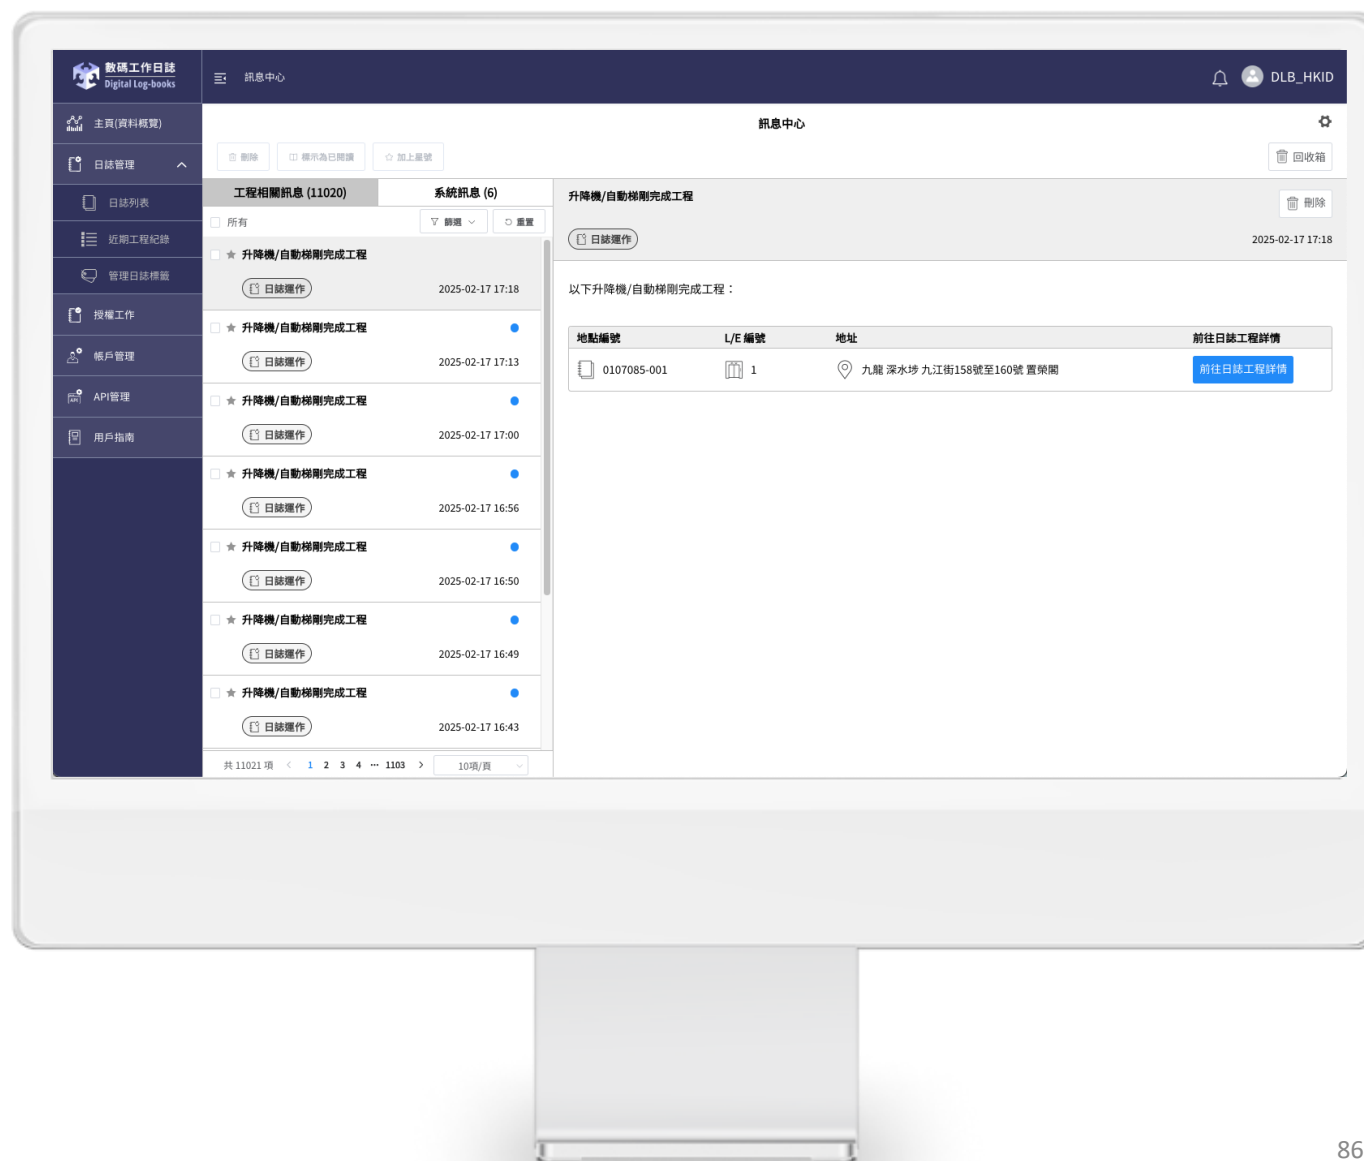 數碼工作日誌
Digital Log-books
訊息中心
DLB_HKID
主頁(資料概覽)
日誌管理
日誌列表
近期工程紀錄
管理日誌標籤
授權工作
帳戶管理
API管理
用戶指南
訊息中心
刪除
標示為已閱讀
加上星號
回收箱
工程相關訊息 (11020)
系統訊息 (6)
所有
篩選
重置
升降機/自動梯剛完成工程
日誌運作
2025-02-17 17:18
升降機/自動梯剛完成工程
日誌運作
2025-02-17 17:13
升降機/自動梯剛完成工程
日誌運作
2025-02-17 17:00
升降機/自動梯剛完成工程
日誌運作
2025-02-17 16:56
升降機/自動梯剛完成工程
日誌運作
2025-02-17 16:50
升降機/自動梯剛完成工程
日誌運作
2025-02-17 16:49
升降機/自動梯剛完成工程
日誌運作
2025-02-17 16:43
共 11021 項 < 1 2 3 4 ··· 1103 > 10項/頁
升降機/自動梯剛完成工程
刪除
日誌運作
2025-02-17 17:18
以下升降機/自動梯剛完成工程：
地點編號 L/E 編號 地址 前往日誌工程詳情
0107085-001 1 九龍 深水埗 九江街158號至160號 置榮閣 前往日誌工程詳情
86